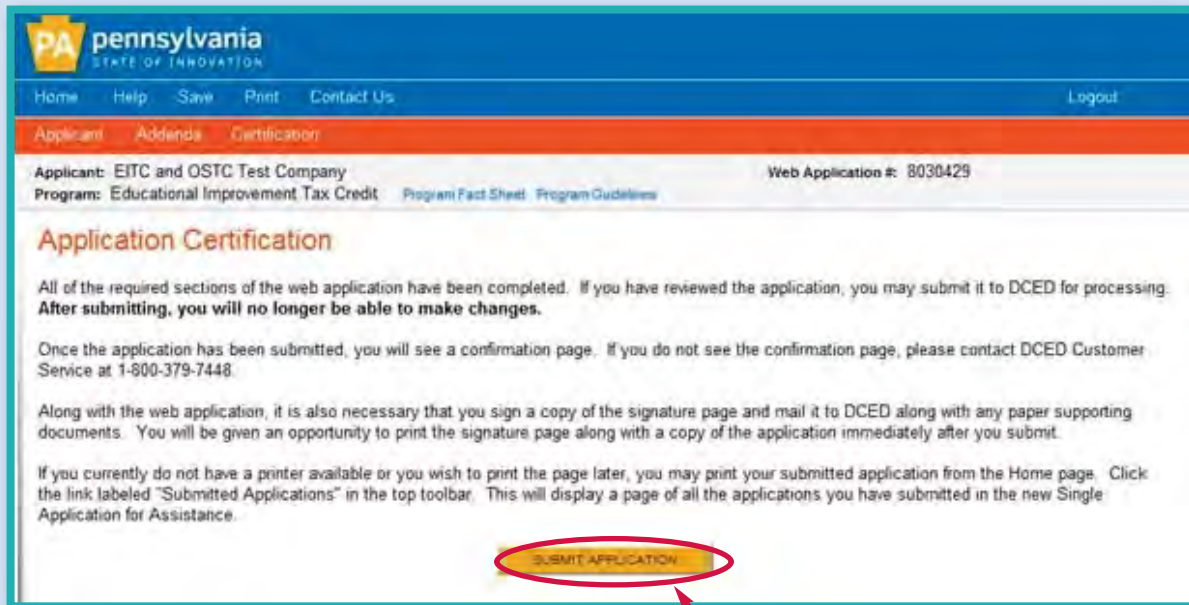 PA pennsylvania
STATE OF INNOVATION
Home Help Save Print Contact Us Logout
Applicant Addenda Certification
Applicant: EITC and OSTC Test Company Web Application #: 8030429
Program: Educational Improvement Tax Credit Program Fact Sheet Program Guidelines
Application Certification
All of the required sections of the web application have been completed. If you have reviewed the application, you may submit it to DCED for processing.
After submitting, you will no longer be able to make changes.
Once the application has been submitted, you will see a confirmation page. If you do not see the confirmation page, please contact DCED Customer
Service at 1-800-379-7448.
Along with the web application, it is also necessary that you sign a copy of the signature page and mail it to DCED along with any paper supporting
documents. You will be given an opportunity to print the signature page along with a copy of the application immediately after you submit.
If you currently do not have a printer available or you wish to print the page later, you may print your submitted application from the Home page. Click
the link labeled "Submitted Applications" in the top toolbar. This will display a page of all the applications you have submitted in the new Single
Application for Assistance.
SUBMIT APPLICATION